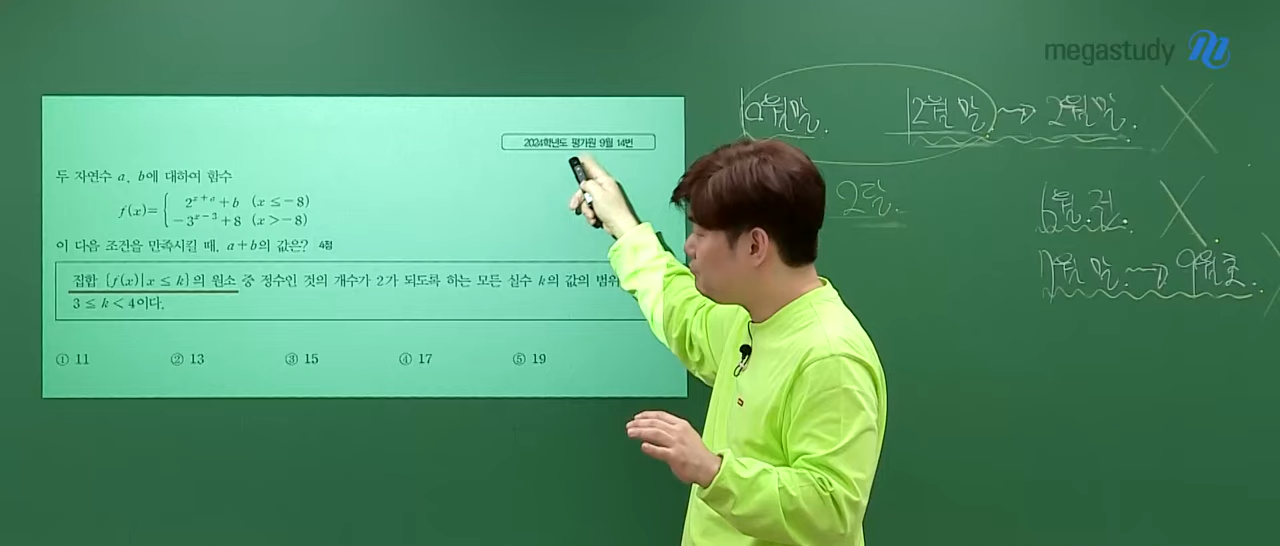 megastudy
2024학년도 평가원 9월 14번
두 자연수 a, b에 대하여 함수
f(x)= { 2^{x+a}+b (x≤-8)
-3^{x-3}+8 (x>-8)
이 다음 조건을 만족시킬 때, a+b의 값은? 4점
집합 {f(x)|x≤k}의 원소 중 정수인 것의 개수가 2가 되도록 하는 모든 실수 k의 값의 범위
3≤k<4이다.
① 11 ② 13 ③ 15 ④ 17 ⑤ 19
12월 말 → 2월 말. X
2달.
6월 전. X
9월 초.